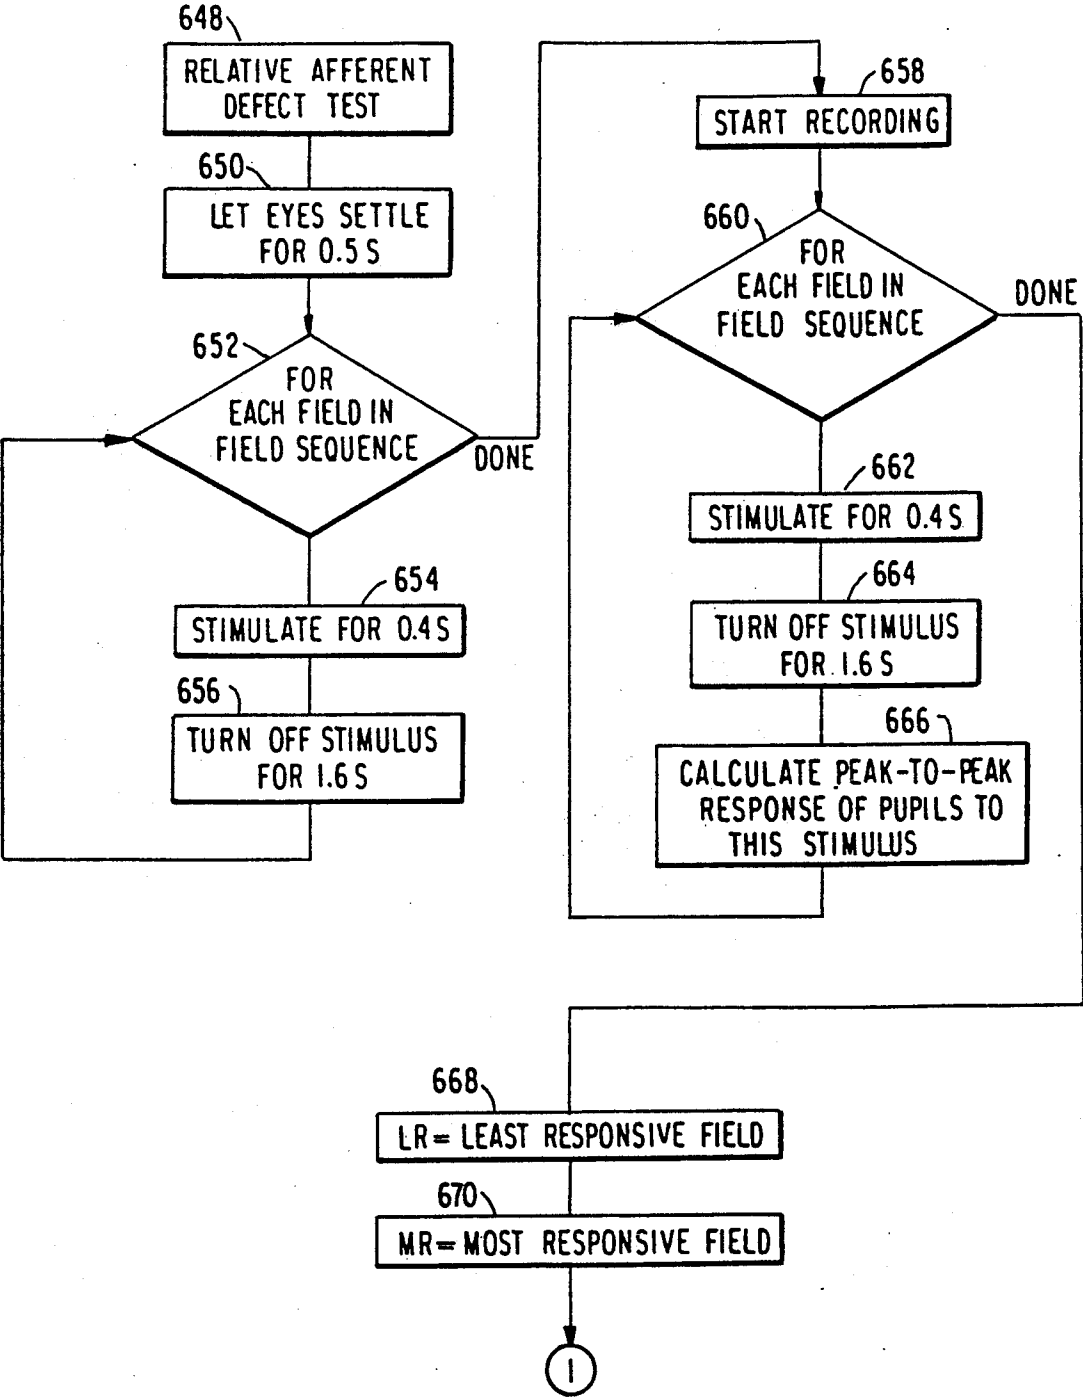 648
RELATIVE AFFERENT
DEFECT TEST
650
LET EYES SETTLE
FOR 0.5 S
652
FOR
EACH FIELD IN
FIELD SEQUENCE
DONE
654
STIMULATE FOR 0.4 S
656
TURN OFF STIMULUS
FOR 1.6 S
658
START RECORDING
660
FOR
EACH FIELD IN
FIELD SEQUENCE
DONE
662
STIMULATE FOR 0.4 S
664
TURN OFF STIMULUS
FOR 1.6 S
666
CALCULATE PEAK-TO-PEAK
RESPONSE OF PUPILS TO
THIS STIMULUS
668
LR = LEAST RESPONSIVE FIELD
670
MR = MOST RESPONSIVE FIELD
1